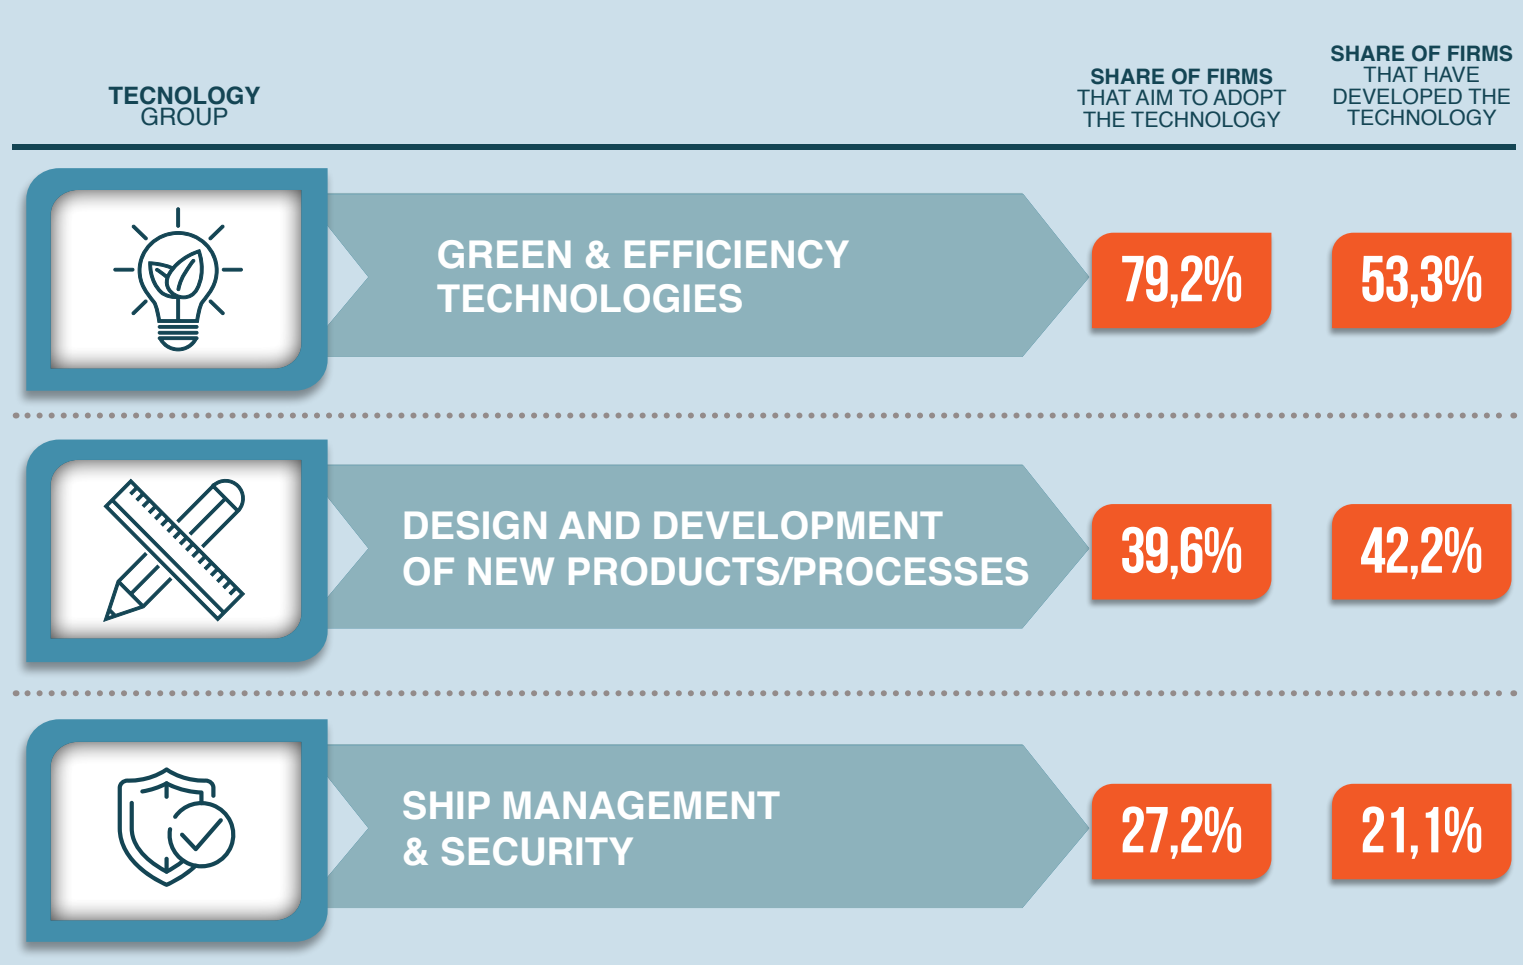 TECNOLOGY
GROUP
SHARE OF FIRMS
THAT AIM TO ADOPT
THE TECHNOLOGY
SHARE OF FIRMS
THAT HAVE
DEVELOPED THE
TECHNOLOGY
GREEN & EFFICIENCY
TECHNOLOGIES
79,2%
53,3%
DESIGN AND DEVELOPMENT
OF NEW PRODUCTS/PROCESSES
39,6%
42,2%
SHIP MANAGEMENT
& SECURITY
27,2%
21,1%